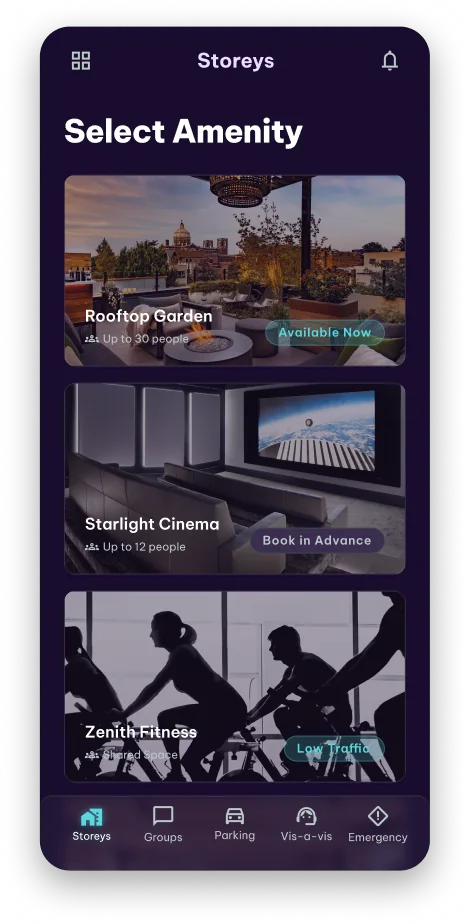 Storeys
Select Amenity
Rooftop Garden
Up to 30 people
Available Now
Starlight Cinema
Up to 12 people
Book in Advance
Zenith Fitness
Shared Space
Low Traffic
Storeys
Groups
Parking
Vis-a-vis
Emergency